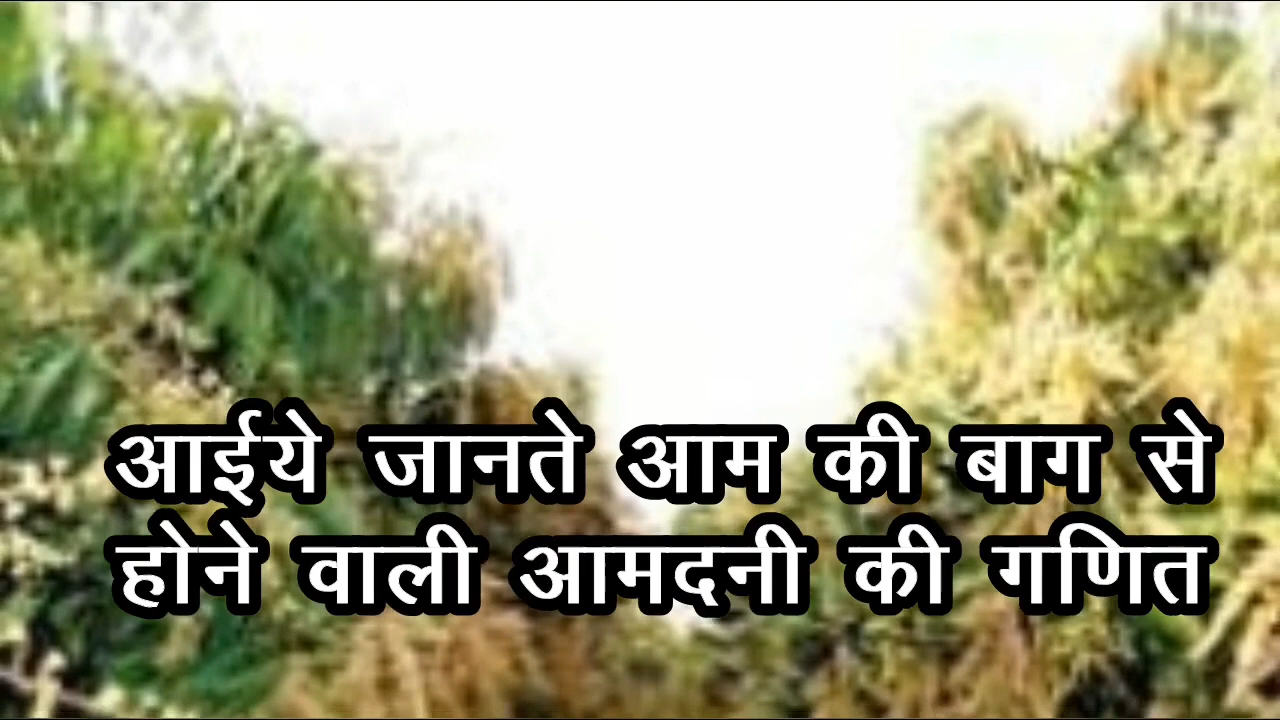 आईये जानते आम की बाग से
होने वाली आमदनी की गणित